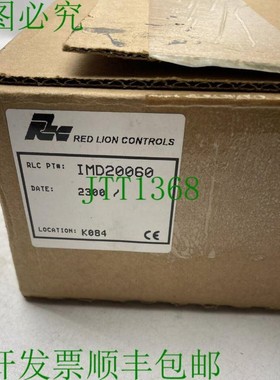 图必究
RLC
RED LION CONTROLS
RLC PT#: IMD20060
DATE: 2300 /
JTT1368
LOCATION: K0B4
CE
开发票顺丰包邮